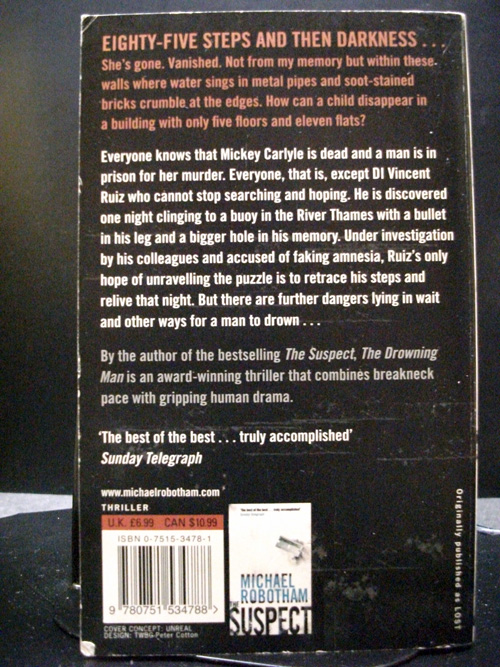 EIGHTY-FIVE STEPS AND THEN DARKNESS . . .
She's gone. Vanished. Not from my memory but within these
walls where water sings in metal pipes and soot-stained
bricks crumble at the edges. How can a child disappear in
a building with only five floors and eleven flats?
Everyone knows that Mickey Carlyle is dead and a man is in
prison for her murder. Everyone, that is, except DI Vincent
Ruiz who cannot stop searching and hoping. He is discovered
one night clinging to a buoy in the River Thames with a bullet
in his leg and a bigger hole in his memory. Under investigation
by his colleagues and accused of faking amnesia, Ruiz's only
hope of unravelling the puzzle is to retrace his steps and
relive that night. But there are further dangers lying in wait
and other ways for a man to drown . . .
By the author of the bestselling The Suspect, The Drowning
Man is an award-winning thriller that combines breakneck
pace with gripping human drama.
'The best of the best . . . truly accomplished'
Sunday Telegraph
www.michaelrobotham.com
THRILLER
U.K. £6.99 CAN $10.99
ISBN 0-7515-3478-1
9 780751 534788 >
COVER CONCEPT: UNREAL
DESIGN: TWBG Peter Cotton
MICHAEL
ROBOTHAM
THE
SUSPECT
Originally published as LOST